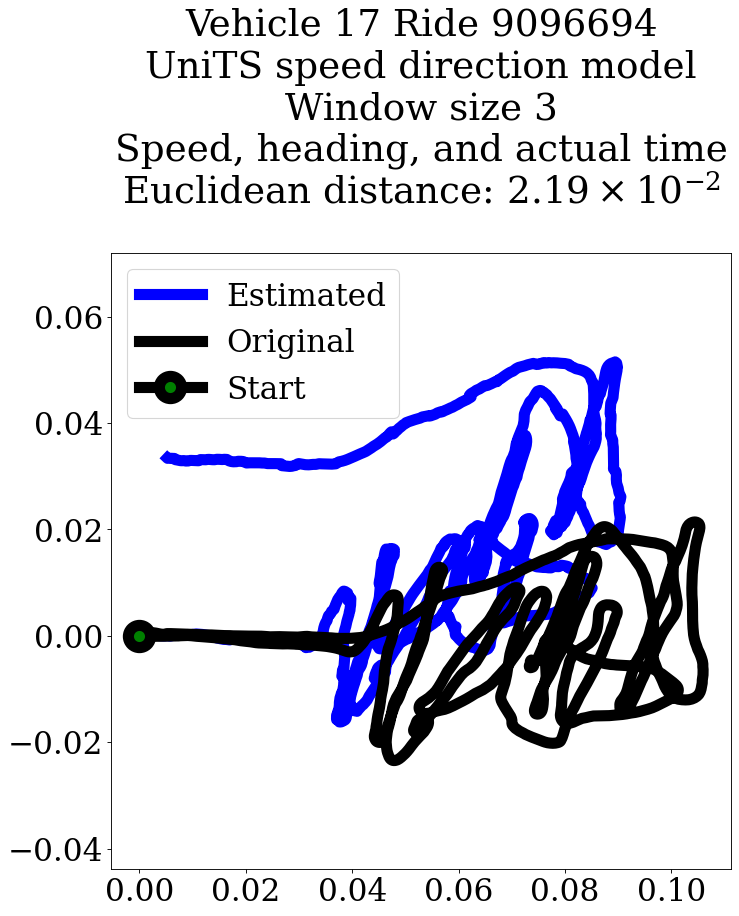 Vehicle 17 Ride 9096694
UniTS speed direction model
Window size 3
Speed, heading, and actual time
Euclidean distance: 2.19 × 10⁻²
Estimated
Original
Start
0.06
0.04
0.02
0.00
−0.02
−0.04
0.00 0.02 0.04 0.06 0.08 0.10